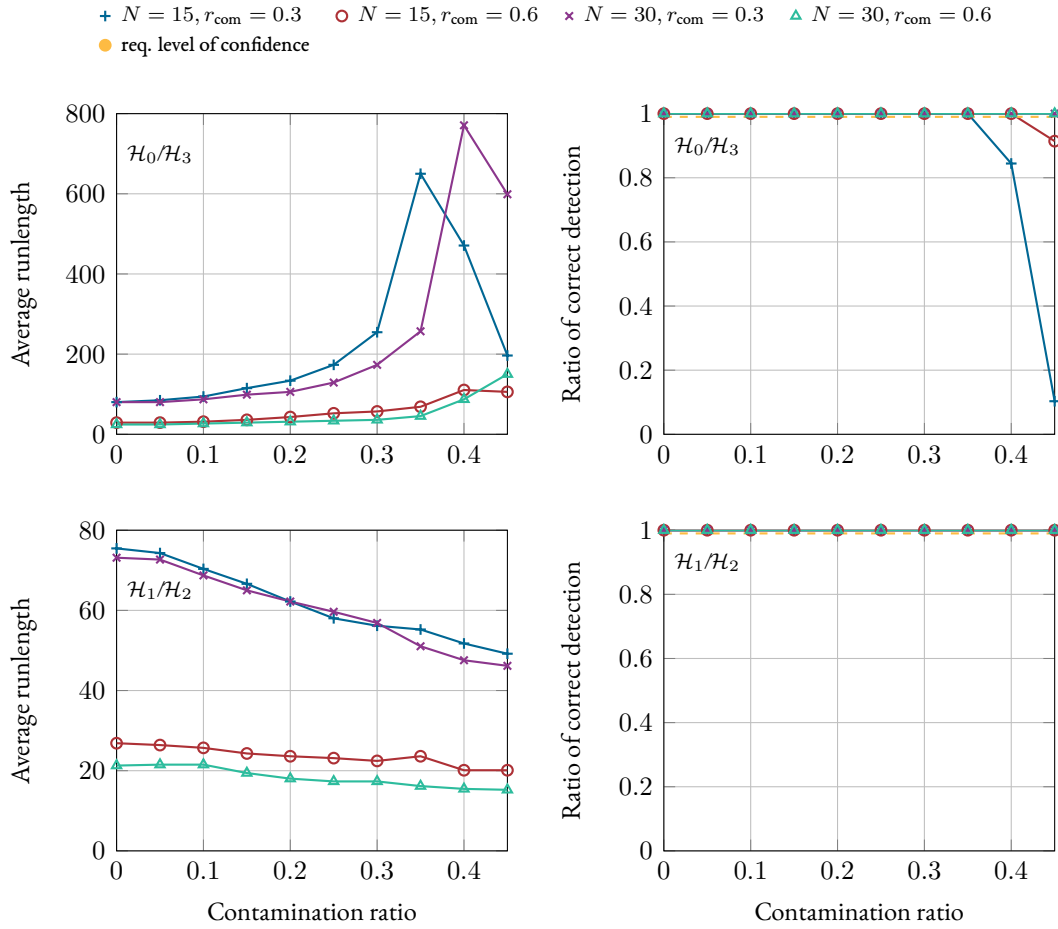 N = 15, r_com = 0.3 N = 15, r_com = 0.6 N = 30, r_com = 0.3 N = 30, r_com = 0.6
req. level of confidence
Average runlength
800
600
400
200
0
ℋ₀/ℋ₃
0 0.1 0.2 0.3 0.4
Ratio of correct detection
1
0.8
0.6
0.4
0.2
0
ℋ₀/ℋ₃
0 0.1 0.2 0.3 0.4
Average runlength
80
60
40
20
0
ℋ₁/ℋ₂
0 0.1 0.2 0.3 0.4
Contamination ratio
Ratio of correct detection
1
0.8
0.6
0.4
0.2
0
ℋ₁/ℋ₂
0 0.1 0.2 0.3 0.4
Contamination ratio